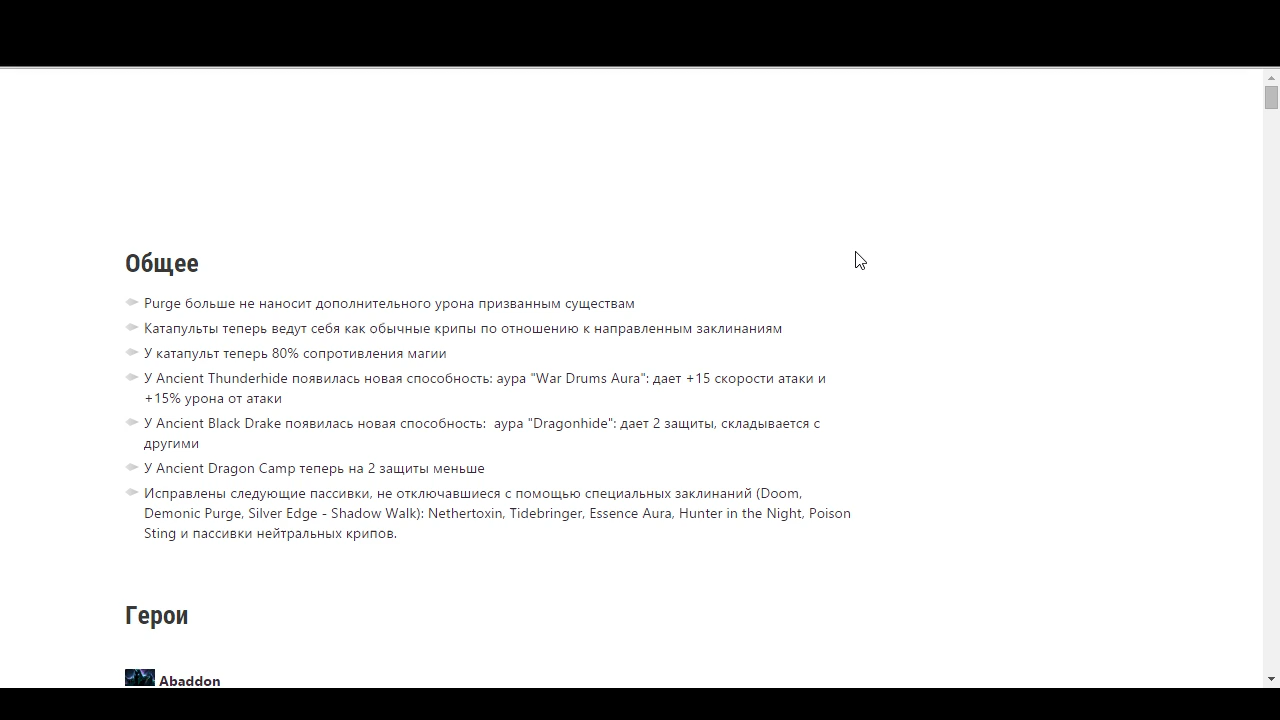 Общее
Purge больше не наносит дополнительного урона призванным существам
Катапульты теперь ведут себя как обычные крипы по отношению к направленным заклинаниям
У катапульт теперь 80% сопротивления магии
У Ancient Thunderhide появилась новая способность: аура "War Drums Aura": дает +15 скорости атаки и
+15% урона от атаки
У Ancient Black Drake появилась новая способность:  аура "Dragonhide": дает 2 защиты, складывается с
другими
У Ancient Dragon Camp теперь на 2 защиты меньше
Исправлены следующие пассивки, не отключавшиеся с помощью специальных заклинаний (Doom,
Demonic Purge, Silver Edge - Shadow Walk): Nethertoxin, Tidebringer, Essence Aura, Hunter in the Night, Poison
Sting и пассивки нейтральных крипов.
Герои
Abaddon